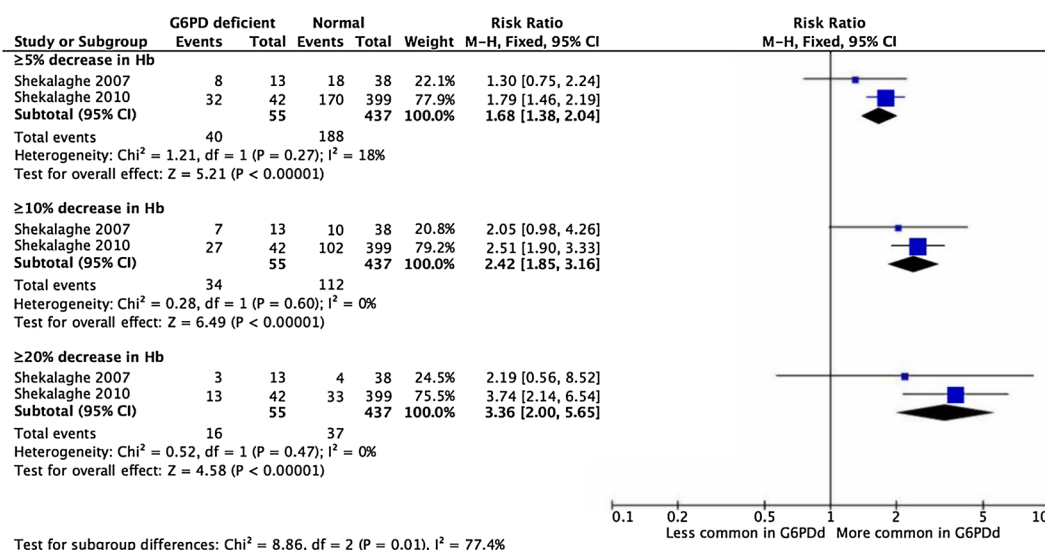 G6PD deficient Normal Risk Ratio Risk Ratio
Study or Subgroup Events Total Events Total Weight M-H, Fixed, 95% CI M-H, Fixed, 95% CI
≥5% decrease in Hb
Shekalaghe 2007 8 13 18 38 22.1% 1.30 [0.75, 2.24]
Shekalaghe 2010 32 42 170 399 77.9% 1.79 [1.46, 2.19]
Subtotal (95% CI) 55 437 100.0% 1.68 [1.38, 2.04]
Total events 40 188
Heterogeneity: Chi² = 1.21, df = 1 (P = 0.27); I² = 18%
Test for overall effect: Z = 5.21 (P < 0.00001)
≥10% decrease in Hb
Shekalaghe 2007 7 13 10 38 20.8% 2.05 [0.98, 4.26]
Shekalaghe 2010 27 42 102 399 79.2% 2.51 [1.90, 3.33]
Subtotal (95% CI) 55 437 100.0% 2.42 [1.85, 3.16]
Total events 34 112
Heterogeneity: Chi² = 0.28, df = 1 (P = 0.60); I² = 0%
Test for overall effect: Z = 6.49 (P < 0.00001)
≥20% decrease in Hb
Shekalaghe 2007 3 13 4 38 24.5% 2.19 [0.56, 8.52]
Shekalaghe 2010 13 42 33 399 75.5% 3.74 [2.14, 6.54]
Subtotal (95% CI) 55 437 100.0% 3.36 [2.00, 5.65]
Total events 16 37
Heterogeneity: Chi² = 0.52, df = 1 (P = 0.47); I² = 0%
Test for overall effect: Z = 4.58 (P < 0.00001)
0.1 0.2 0.5 1 2 5 10
Less common in G6PDd More common in G6PDd
Test for subgroup differences: Chi² = 8.86, df = 2 (P = 0.01), I² = 77.4%